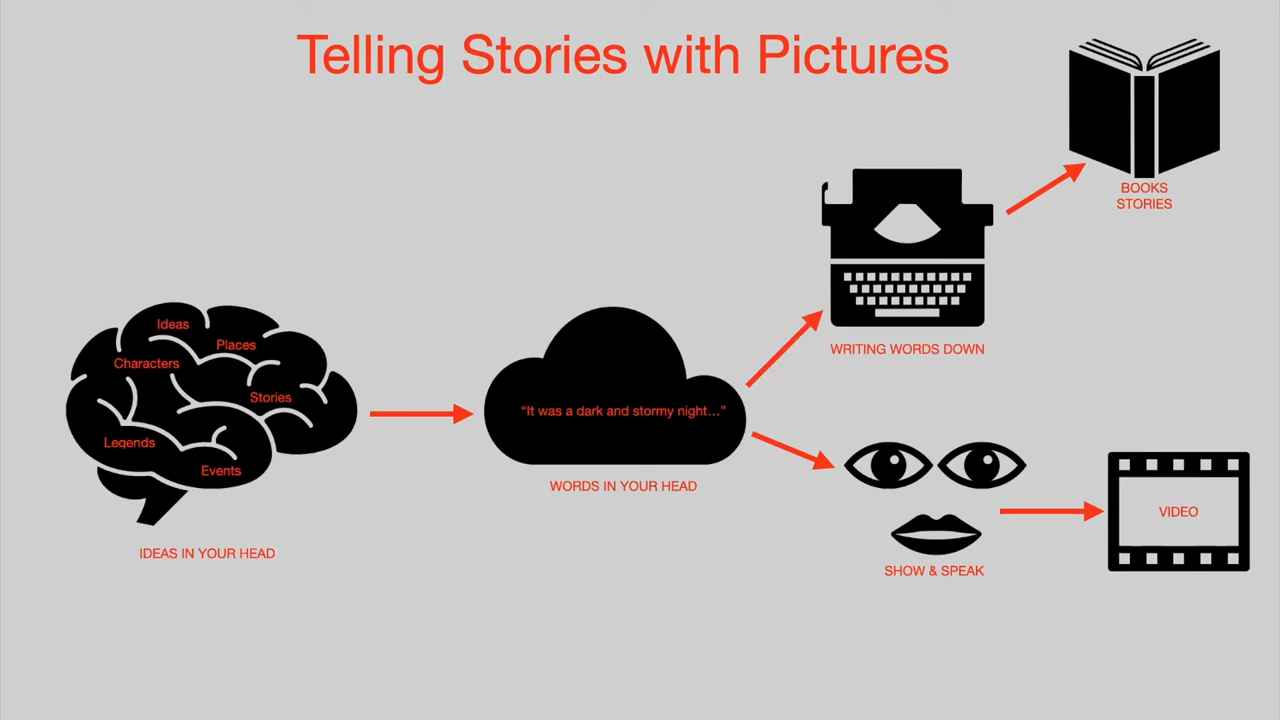 Telling Stories with Pictures
Ideas
Places
Characters
Stories
Legends
Events
IDEAS IN YOUR HEAD
“It was a dark and stormy night…”
WORDS IN YOUR HEAD
WRITING WORDS DOWN
BOOKS
STORIES
SHOW & SPEAK
VIDEO